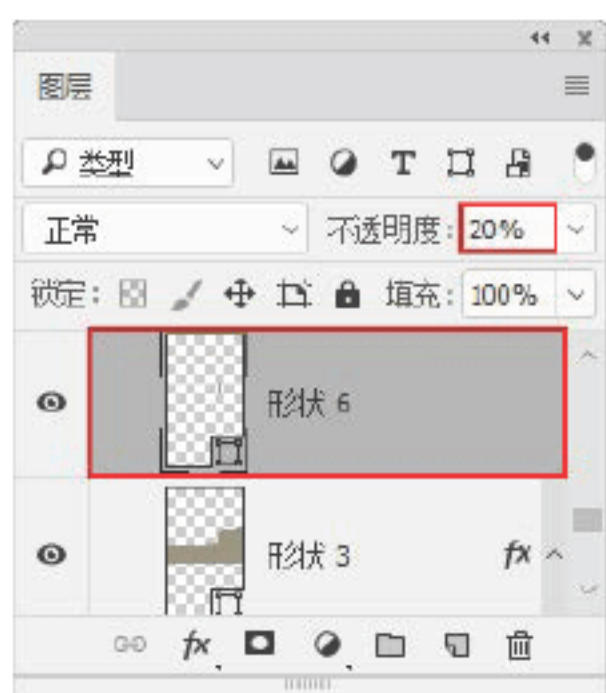 图层
类型 T
正常 不透明度: 20%
锁定: 填充: 100%
形状 6
形状 3 fx
fx